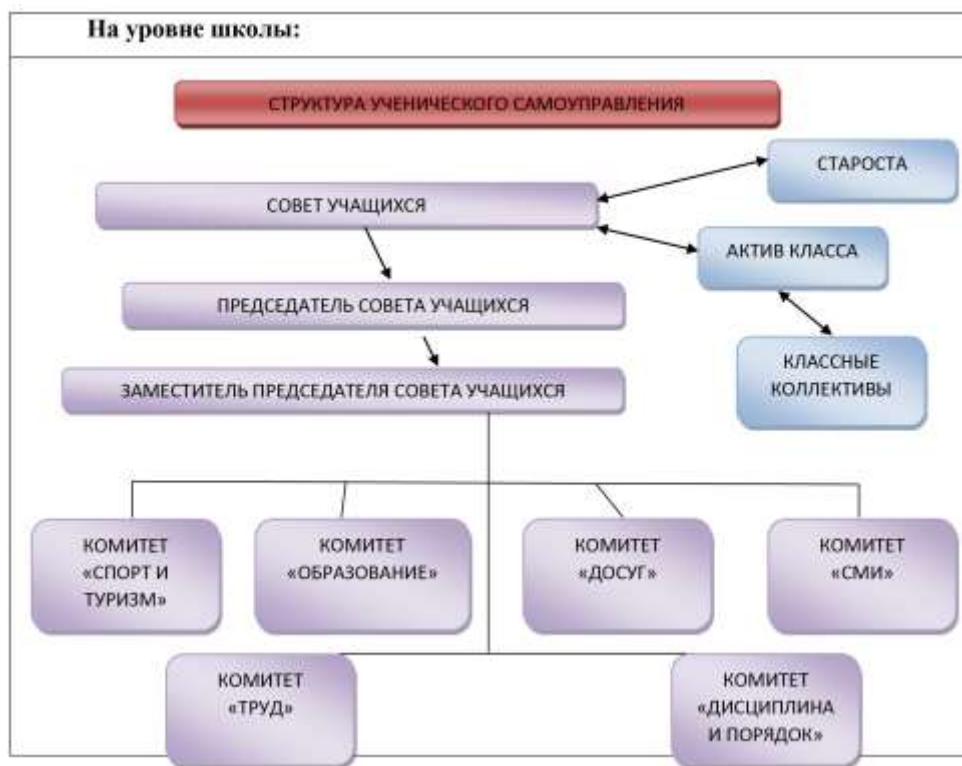 На уровне школы:
СТРУКТУРА УЧЕНИЧЕСКОГО САМОУПРАВЛЕНИЯ
СТАРОСТА
СОВЕТ УЧАЩИХСЯ
АКТИВ КЛАССА
ПРЕДСЕДАТЕЛЬ СОВЕТА УЧАЩИХСЯ
КЛАССНЫЕ
КОЛЛЕКТИВЫ
ЗАМЕСТИТЕЛЬ ПРЕДСЕДАТЕЛЯ СОВЕТА УЧАЩИХСЯ
КОМИТЕТ
«СПОРТ И
ТУРИЗМ»
КОМИТЕТ
«ОБРАЗОВАНИЕ»
КОМИТЕТ
«ДОСУГ»
КОМИТЕТ
«СМИ»
КОМИТЕТ
«ТРУД»
КОМИТЕТ
«ДИСЦИПЛИНА
И ПОРЯДОК»